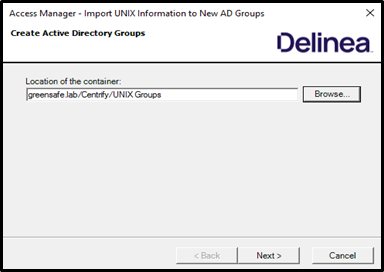 Access Manager - Import UNIX Information to New AD Groups
Create Active Directory Groups
Delinea
Location of the container:
greensafe.lab/Centrify/UNIX Groups
Browse...
< Back
Next >
Cancel